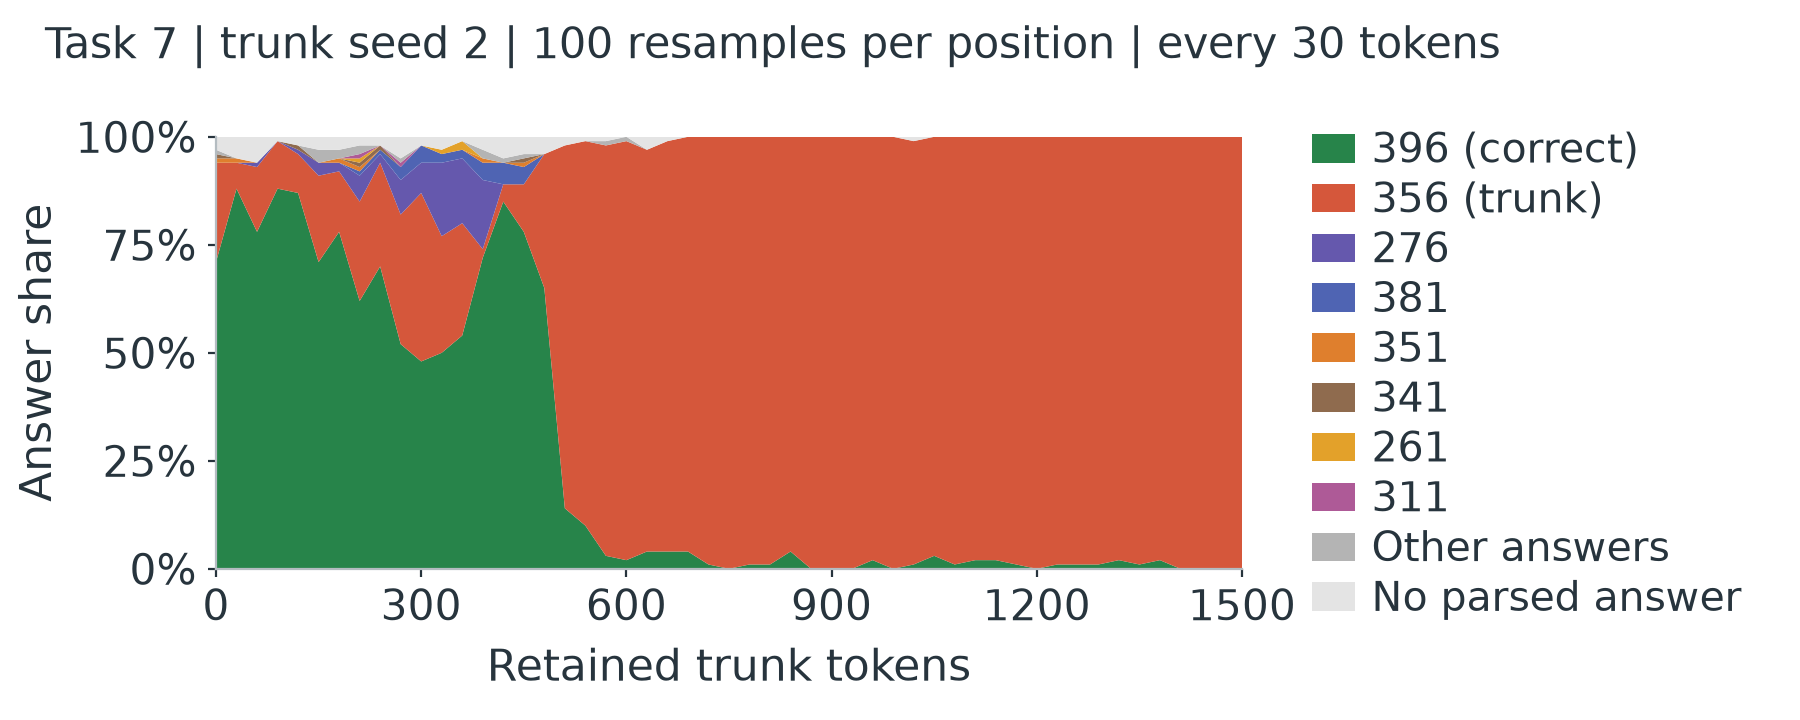 Task 7 | trunk seed 2 | 100 resamples per position | every 30 tokens
100%
75%
50%
25%
0%
Answer share
0 300 600 900 1200 1500
Retained trunk tokens
396 (correct)
356 (trunk)
276
381
351
341
261
311
Other answers
No parsed answer